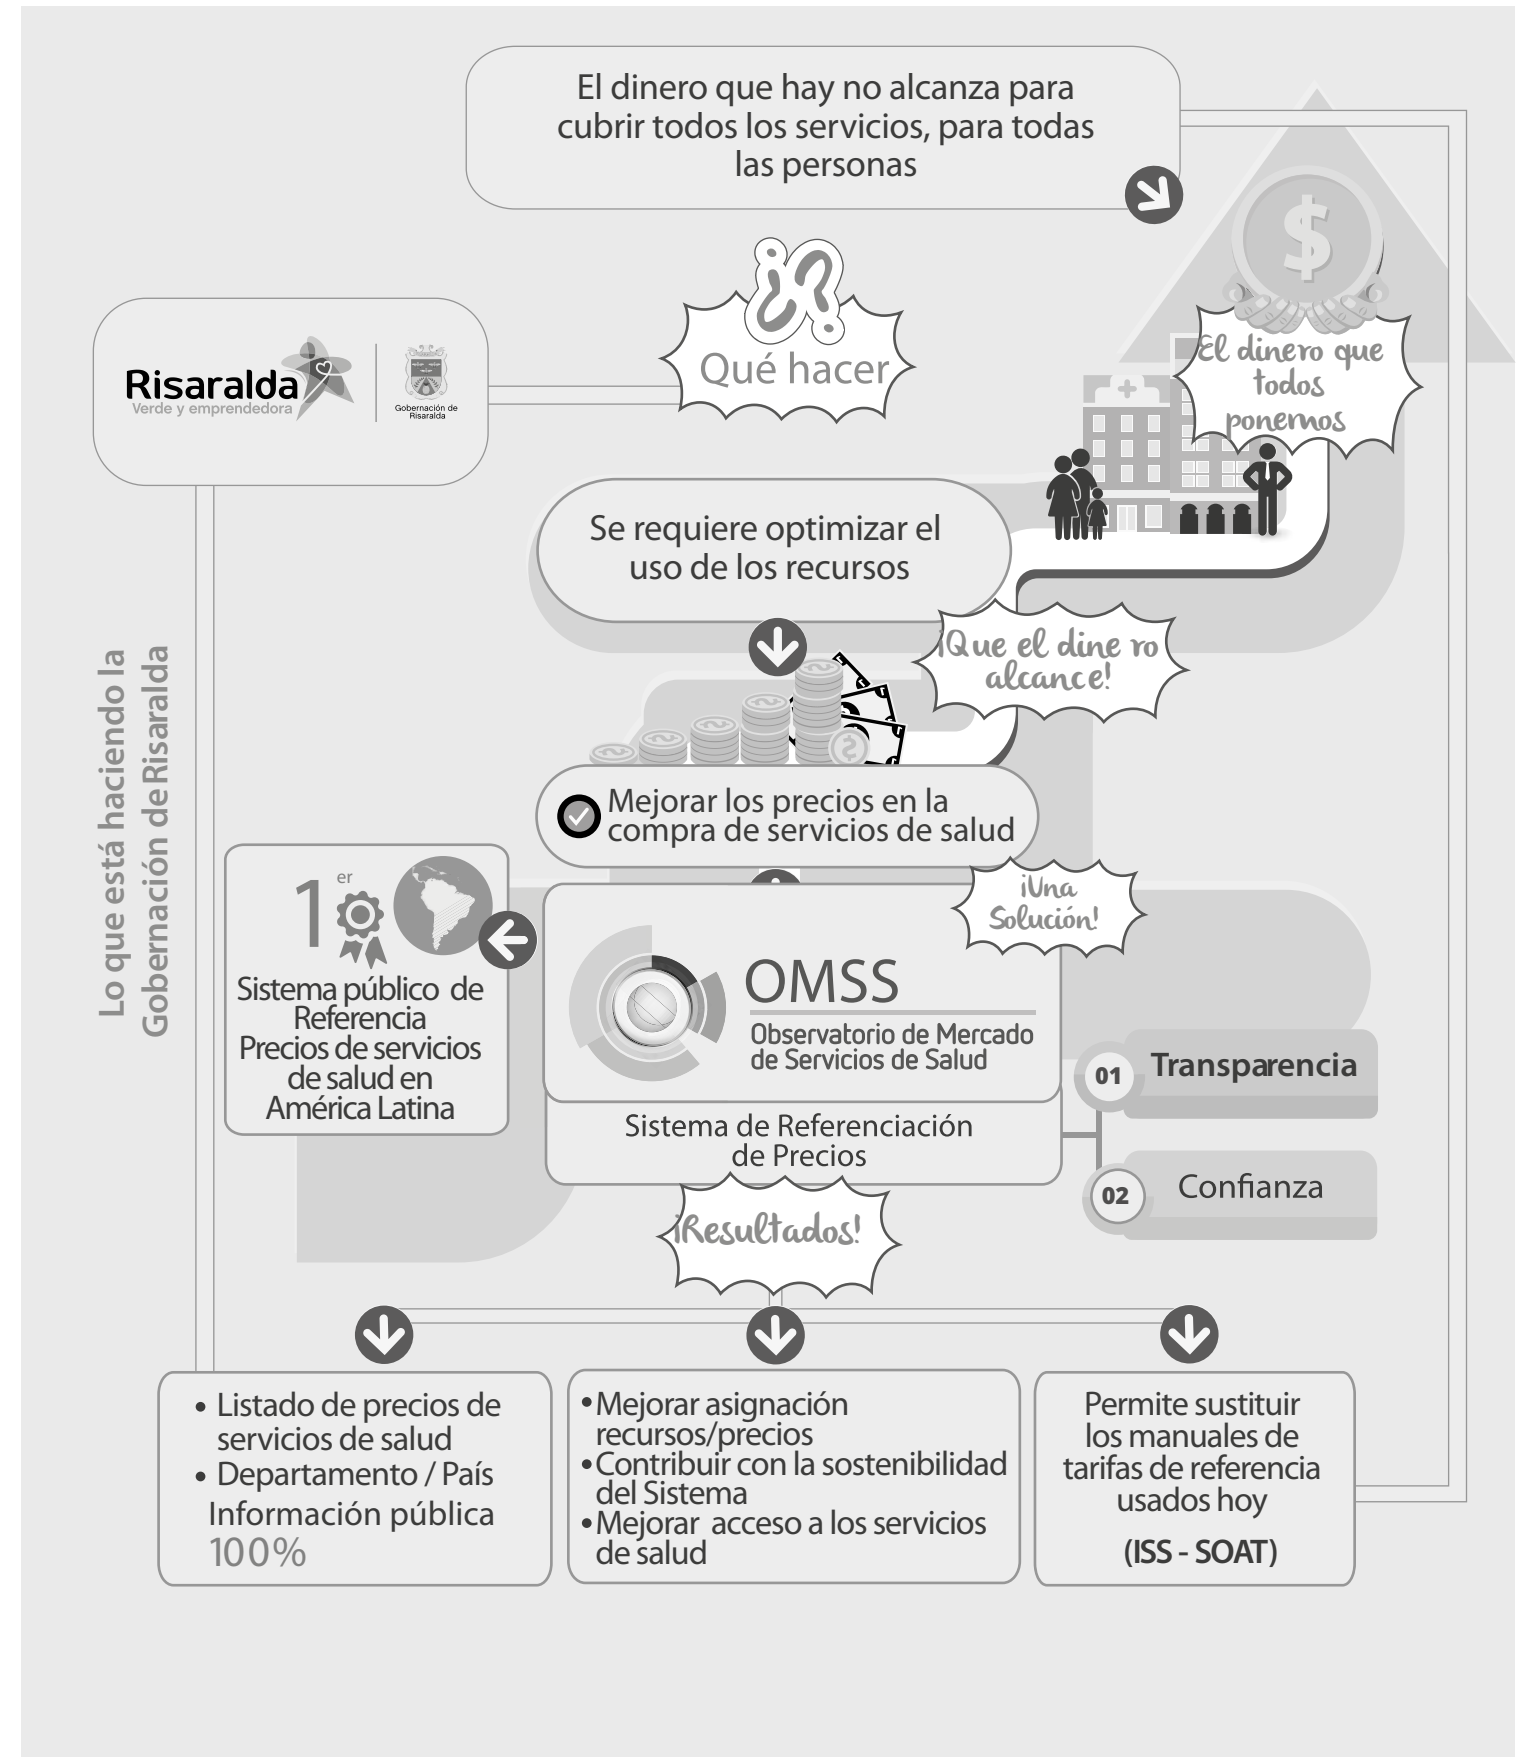 El dinero que hay no alcanza para
cubrir todos los servicios, para todas
las personas
$
¿?
Qué hacer
El dinero que
todos
ponemos
Risaralda
Verde y emprendedora
Gobernación de
Risaralda
Se requiere optimizar el
uso de los recursos
¡Que el dine ro
alcance!
Lo que está haciendo la
Gobernación de Risaralda
Mejorar los precios en la
compra de servicios de salud
¡Una
Solución!
1er
Sistema público de
Referencia
Precios de servicios
de salud en
América Latina
OMSS
Observatorio de Mercado
de Servicios de Salud
Sistema de Referenciación
de Precios
01 Transparencia
02 Confianza
¡Resultados!
• Listado de precios de
servicios de salud
• Departamento / País
Información pública
100%
•Mejorar asignación
recursos/precios
•Contribuir con la sostenibilidad
del Sistema
•Mejorar acceso a los servicios
de salud
Permite sustituir
los manuales de
tarifas de referencia
usados hoy
(ISS - SOAT)